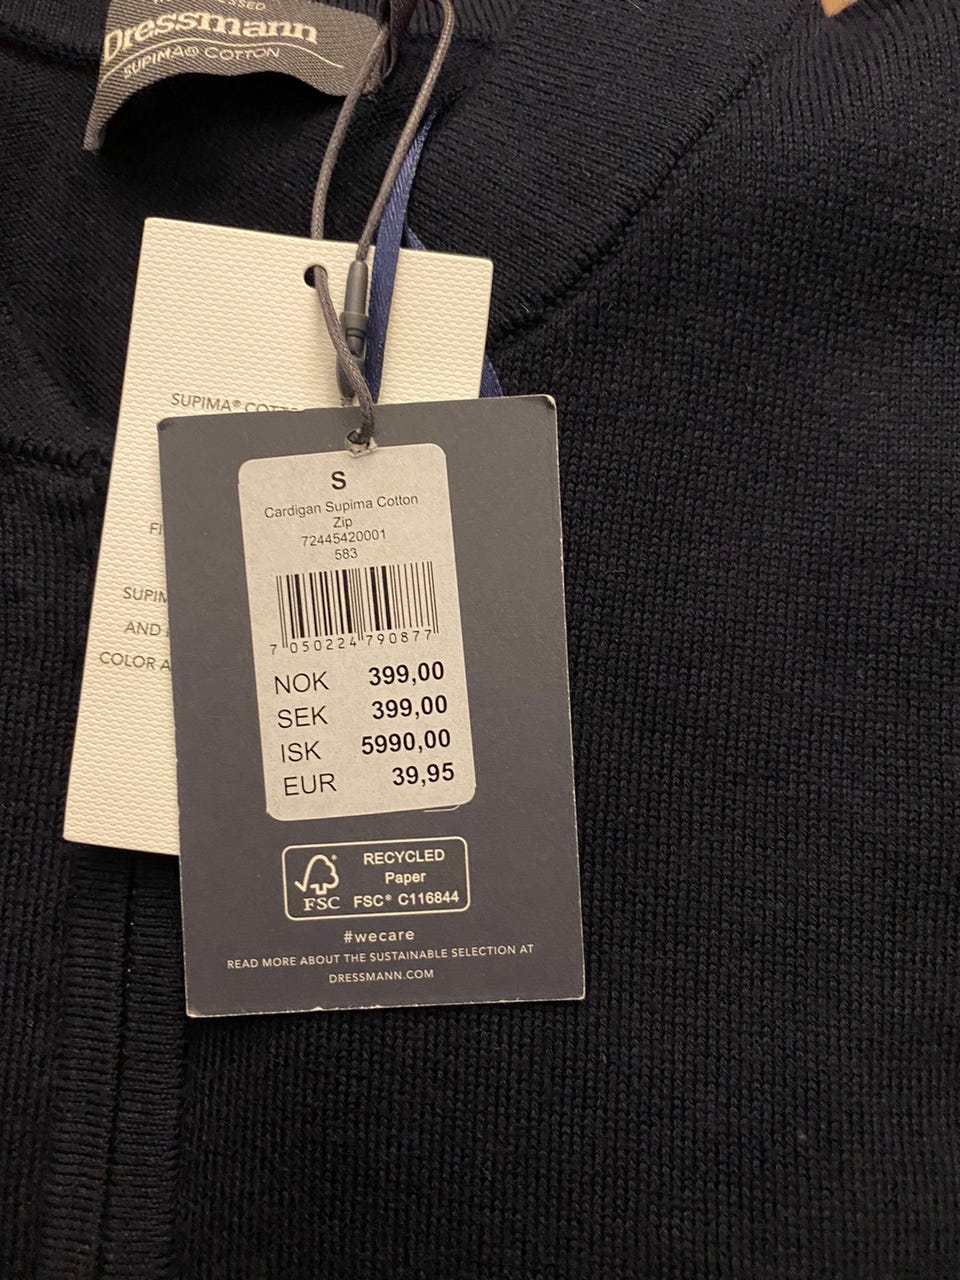 Dressmann
SUPIMA® COTTON
SUPIMA®
AND
COLOR
S
Cardigan Supima Cotton
Zip
72445420001
583
7 050224 790877
NOK 399,00
SEK 399,00
ISK 5990,00
EUR 39,95
RECYCLED
Paper
FSC® C116844
FSC
#wecare
READ MORE ABOUT THE SUSTAINABLE SELECTION AT
DRESSMANN.COM